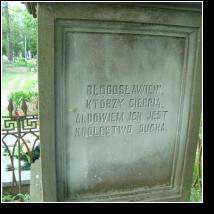 BŁOGOSŁAWIENI,
KTÓRZY CIERPIĄ,
ALBOWIEM ICH JEST
KRÓLESTWO DUCHA.